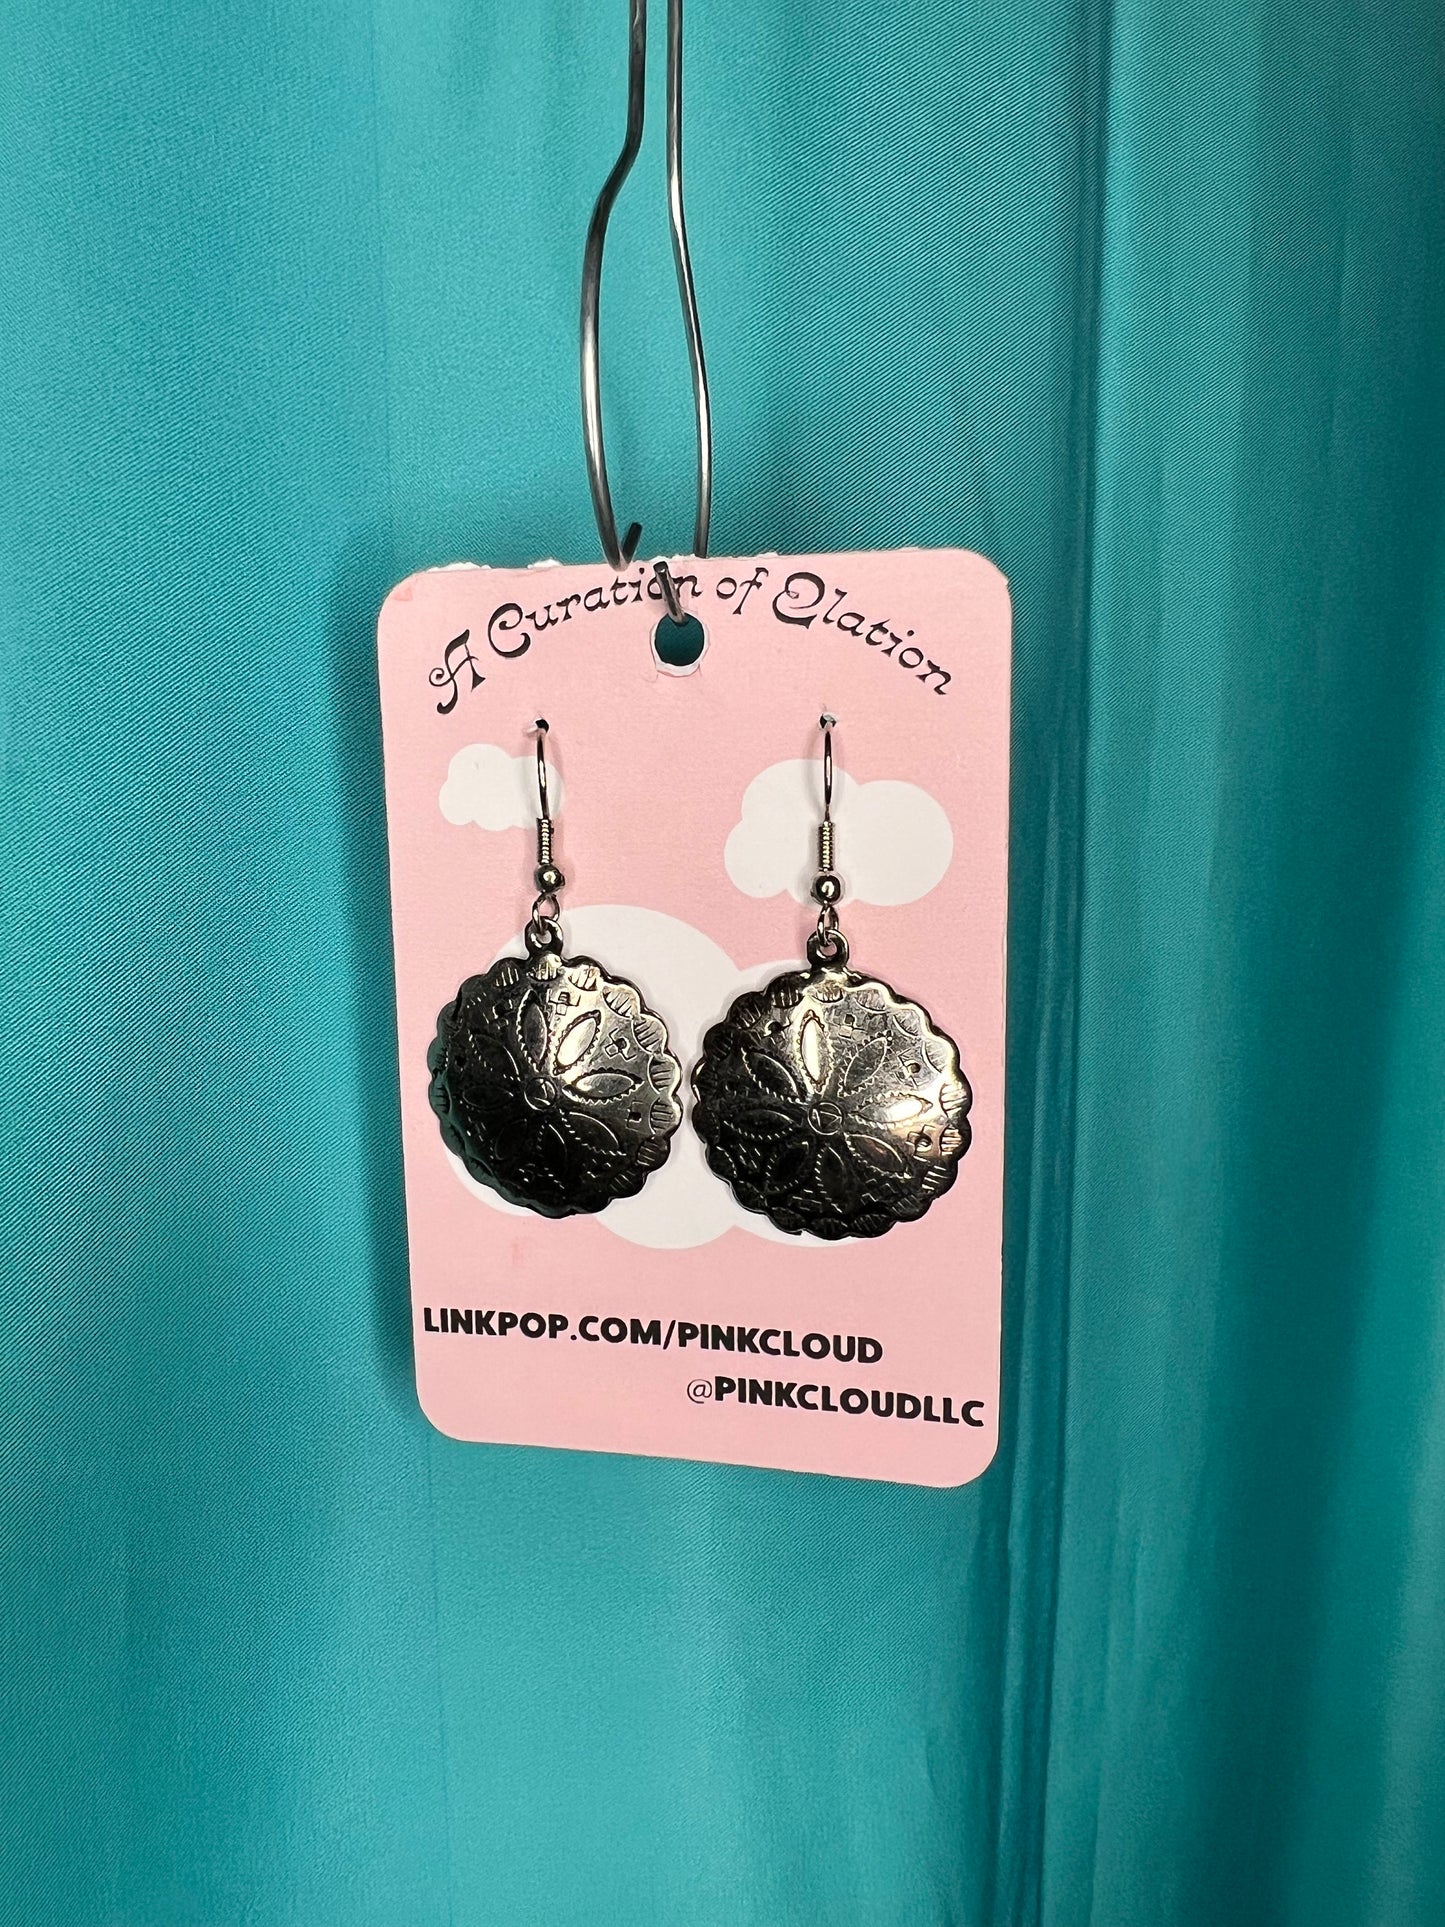 A Curation of Elation
LINKPOP.COM/PINKCLOUD
@PINKCLOUDLLC